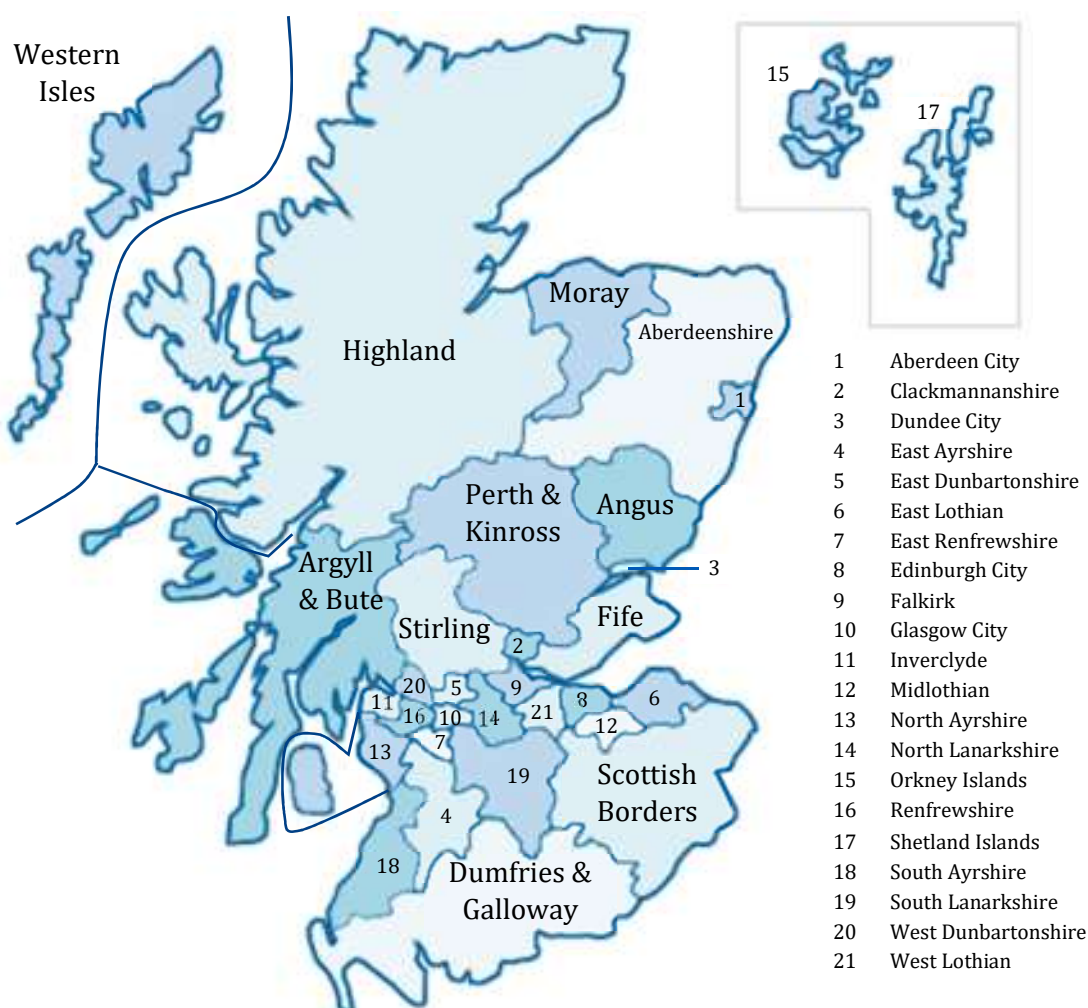 Western
Isles
15
17
Moray
Aberdeenshire
Highland
1
Perth &
Kinross
Angus
3
Argyll
& Bute
Fife
Stirling
2
20
5
9
6
11
16
10
14
21
8
12
7
13
19
Scottish
Borders
4
18
Dumfries &
Galloway
1 Aberdeen City
2 Clackmannanshire
3 Dundee City
4 East Ayrshire
5 East Dunbartonshire
6 East Lothian
7 East Renfrewshire
8 Edinburgh City
9 Falkirk
10 Glasgow City
11 Inverclyde
12 Midlothian
13 North Ayrshire
14 North Lanarkshire
15 Orkney Islands
16 Renfrewshire
17 Shetland Islands
18 South Ayrshire
19 South Lanarkshire
20 West Dunbartonshire
21 West Lothian